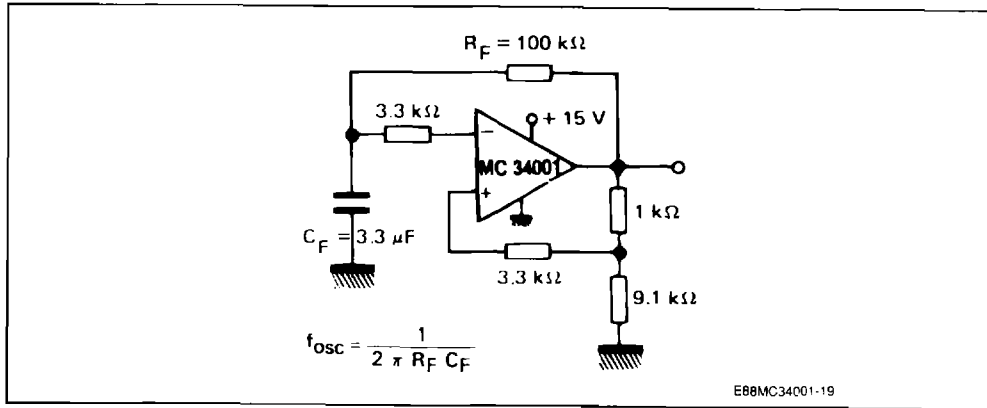 R_F = 100 kΩ
3.3 kΩ
+ 15 V
−
MC 34001
+
1 kΩ
C_F = 3.3 μF
3.3 kΩ
9.1 kΩ
f_osc = 1 / 2 π R_F C_F
E88MC34001-19